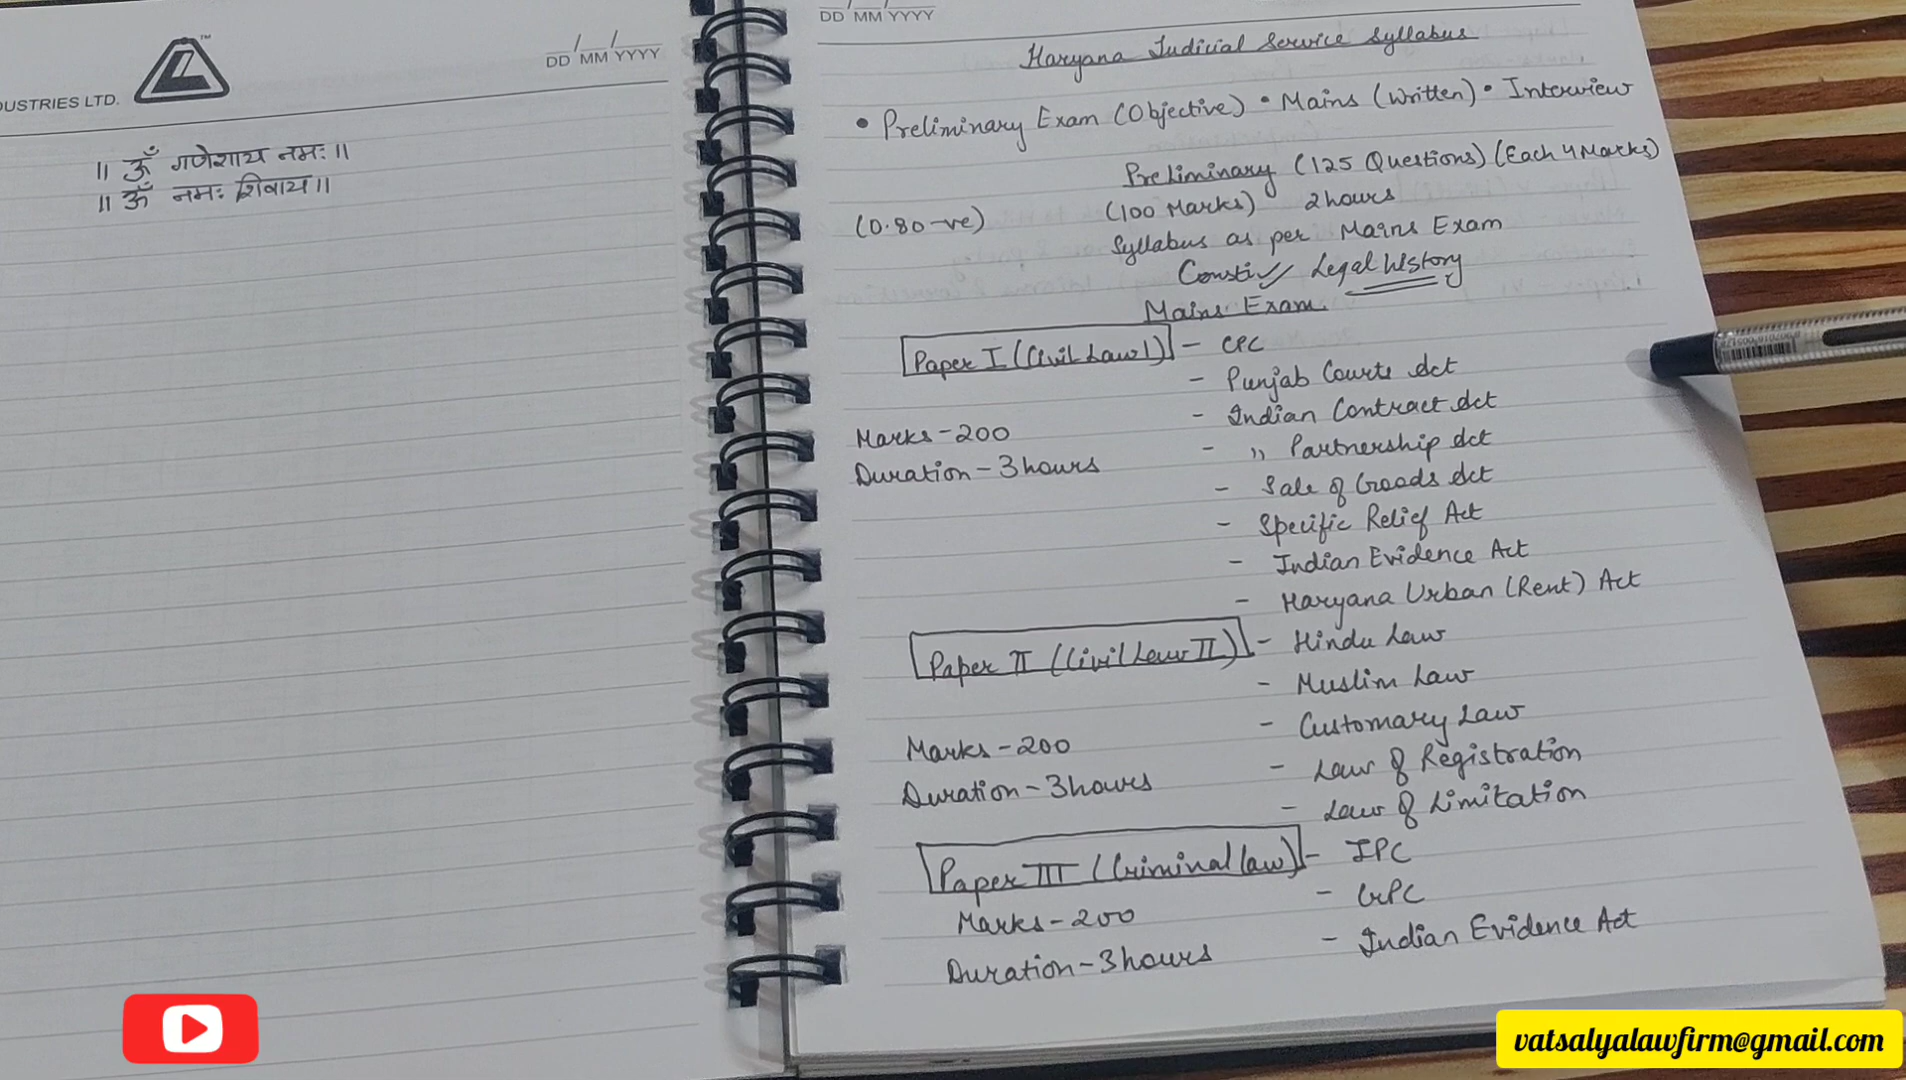 DUSTRIES LTD.
TM
DD/MM/YYYY
|| ॐ गणेशाय नमः ||
|| ॐ नमः शिवाय ||
DD MM YYYY
Haryana Judicial Service Syllabus
• Preliminary Exam (Objective) • Mains (Written) • Interview
Preliminary (125 Questions) (Each 4 Marks)
(0.80-ve) (100 Marks) 2 hours
Syllabus as per Mains Exam
Consti Legal history
Mains Exam
Paper I (Civil Law I) - CPC
- Punjab Courts Act
- Indian Contract Act
Marks - 200
- ,, Partnership Act
Duration - 3 hours
- Sale of Goods Act
- Specific Relief Act
- Indian Evidence Act
- Haryana Urban (Rent) Act
Paper II (Civil Law II) - Hindu Law
- Muslim Law
- Customary Law
Marks - 200
- Law of Registration
Duration - 3 hours
- Law of Limitation
Paper III (Criminal Law) - IPC
- CrPC
Marks - 200
- Indian Evidence Act
Duration - 3 hours
vatsalyalawfirm@gmail.com